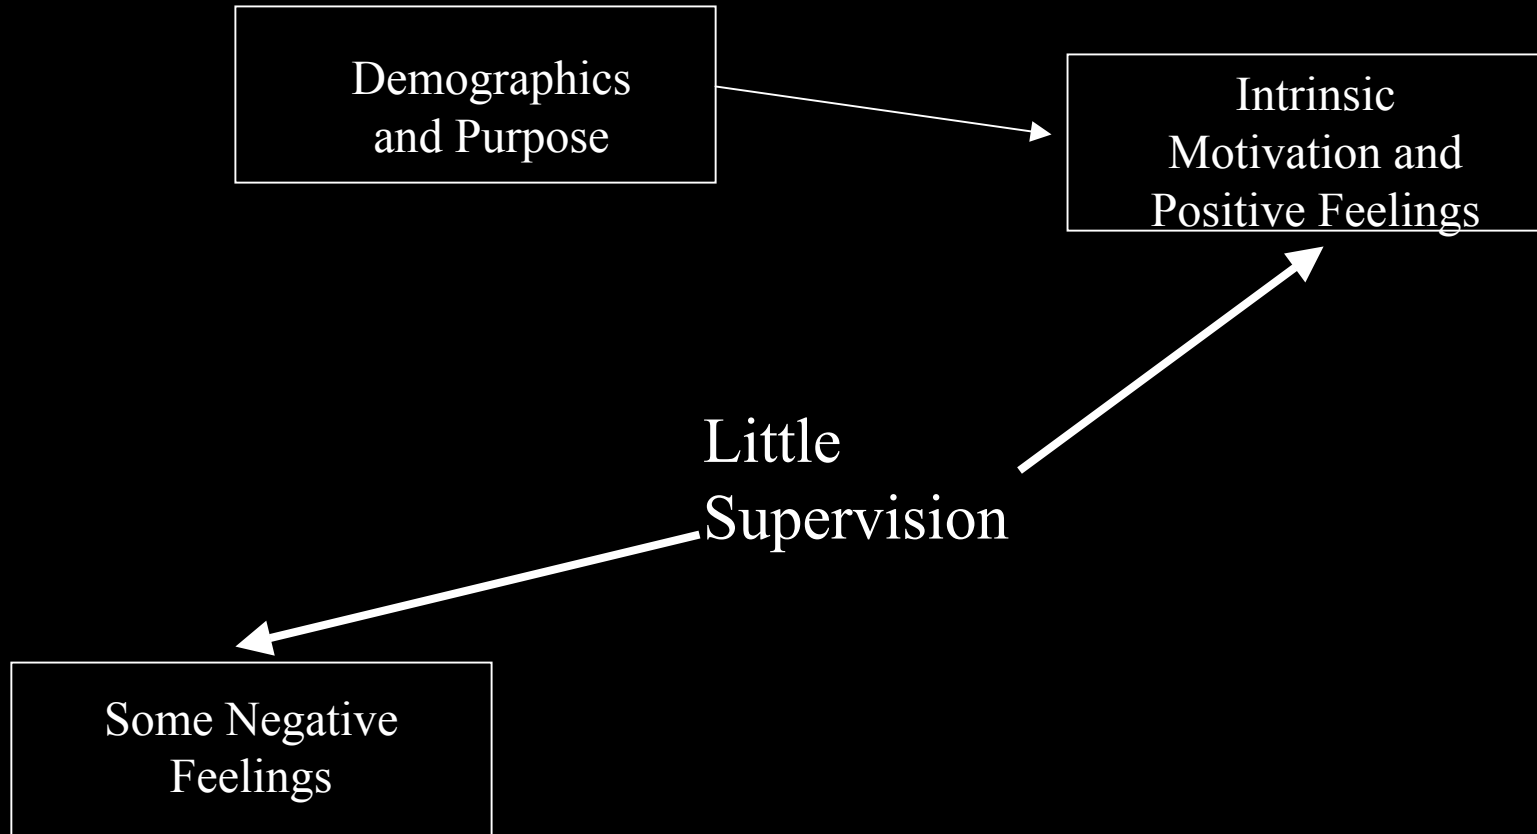 Demographics
and Purpose
Intrinsic
Motivation and
Positive Feelings
Little
Supervision
Some Negative
Feelings